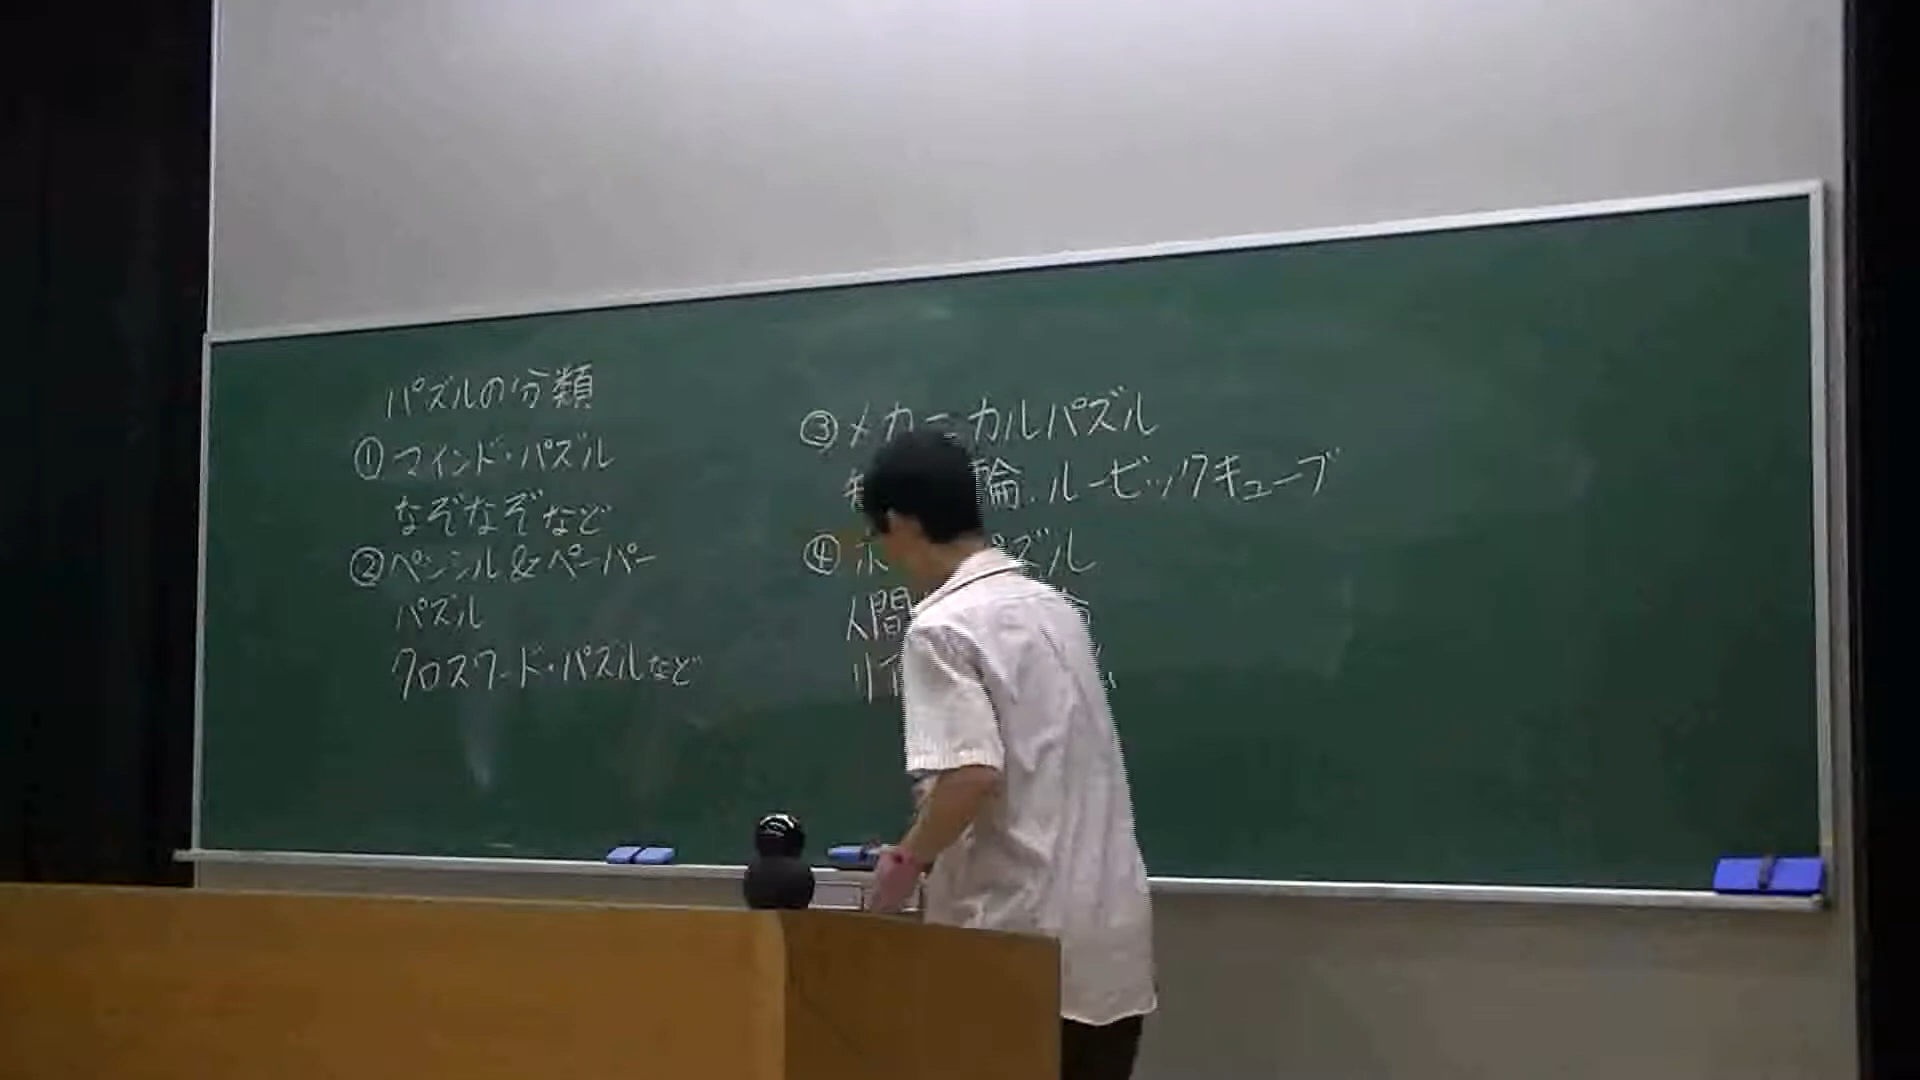 パズルの分類
①マインド・パズル
なぞなぞなど
②ペンシル&ペーパー
パズル
クロスワード・パズルなど
③メカニカルパズル
輪、ルービックキューブ
④ パズル
人間